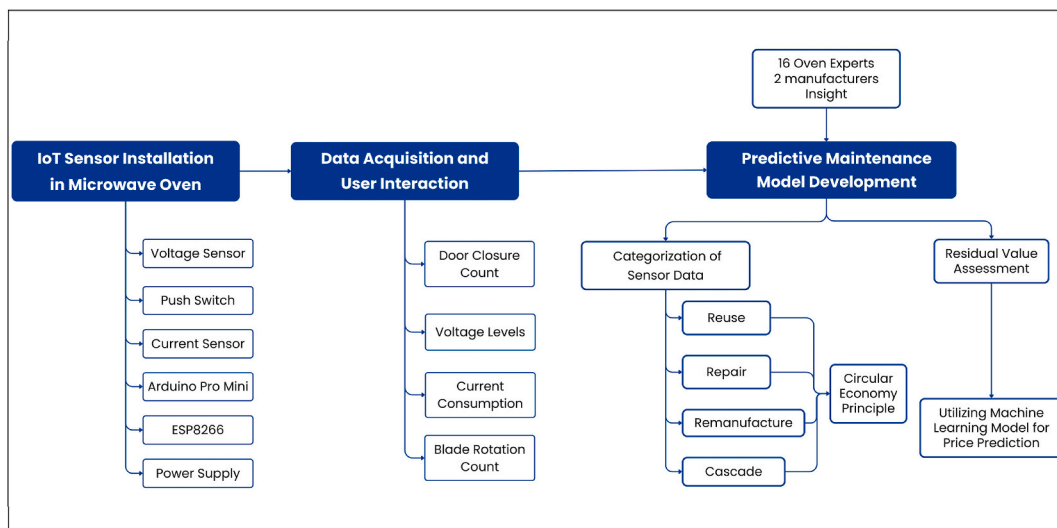 16 Oven Experts
2 manufacturers
Insight
IoT Sensor Installation
in Microwave Oven
Data Acquisition and
User Interaction
Predictive Maintenance
Model Development
Voltage Sensor
Push Switch
Current Sensor
Arduino Pro Mini
ESP8266
Power Supply
Door Closure
Count
Voltage Levels
Current
Consumption
Blade Rotation
Count
Categorization of
Sensor Data
Reuse
Repair
Remanufacture
Cascade
Circular
Economy
Principle
Residual Value
Assessment
Utilizing Machine
Learning Model for
Price Prediction